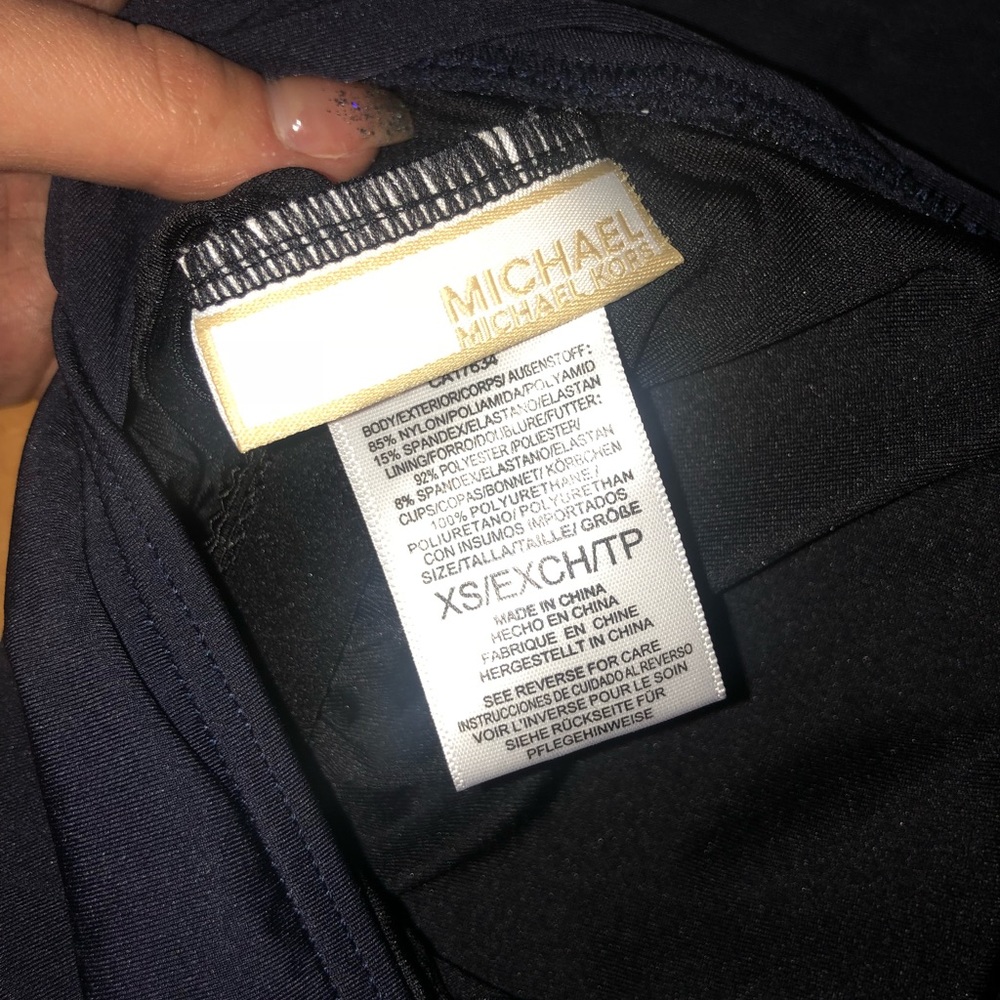 MICHAEL
MICHAEL KORS
CA17634
BODY/EXTERIOR/CORPS/ AUßENSTOFF:
85% NYLON/POLIAMIDA/POLYAMID
15% SPANDEX/ELASTANO/ELASTAN
LINING/FORRO/DOUBLURE/FUTTER:
92% POLYESTER/POLIESTER/
8% SPANDEX/ELASTANO/ELASTAN
CUPS/COPAS/BONNET/ KÖRBCHEN
100% POLYURETHANE /
POLIURETANO/ POLYURETHAN
CON INSUMOS IMPORTADOS
SIZE/TALLA/TAILLE/ GRÖßE
XS/EXCH/TP
MADE IN CHINA
HECHO EN CHINA
FABRIQUE EN CHINE
HERGESTELLT IN CHINA
SEE REVERSE FOR CARE
INSTRUCCIONES DE CUIDADO AL REVERSO
VOIR L'INVERSE POUR LE SOIN
SIEHE RÜCKSEITE FÜR
PFLEGEHINWEISE